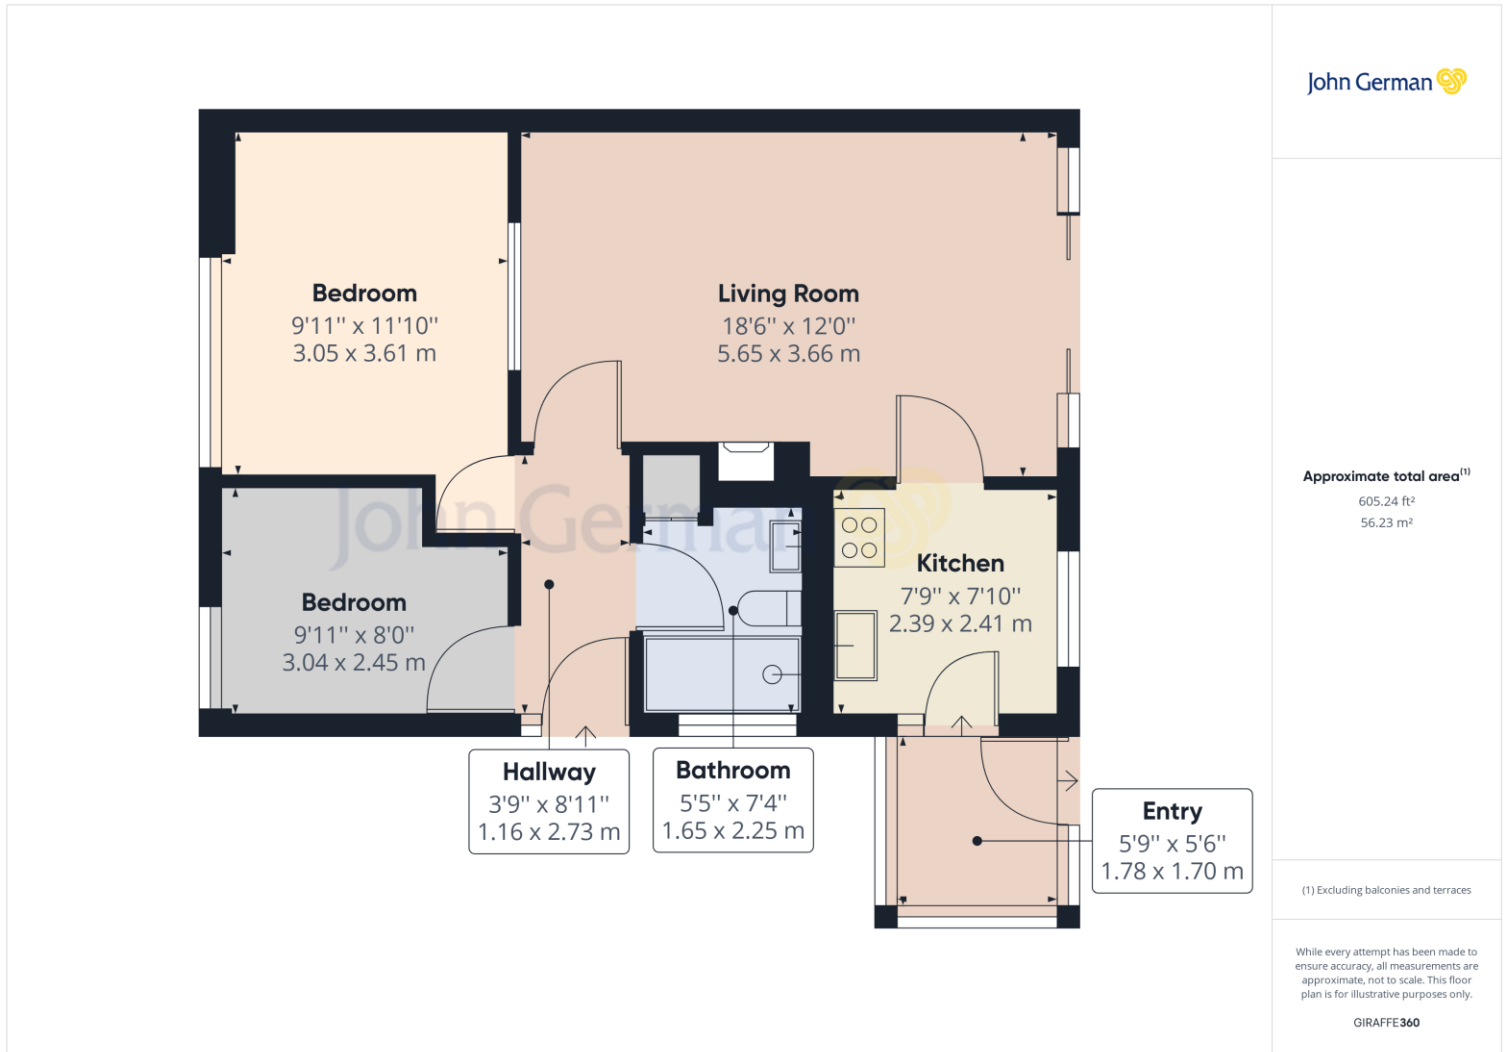 John German
Bedroom
9'11'' x 11'10''
3.05 x 3.61 m
Living Room
18'6'' x 12'0''
5.65 x 3.66 m
John German
Bedroom
9'11'' x 8'0''
3.04 x 2.45 m
Kitchen
7'9'' x 7'10''
2.39 x 2.41 m
Hallway
3'9'' x 8'11''
1.16 x 2.73 m
Bathroom
5'5'' x 7'4''
1.65 x 2.25 m
Entry
5'9'' x 5'6''
1.78 x 1.70 m
Approximate total area(1)
605.24 ft²
56.23 m²
(1) Excluding balconies and terraces
While every attempt has been made to
ensure accuracy, all measurements are
approximate, not to scale. This floor
plan is for illustrative purposes only.
GIRAFFE360